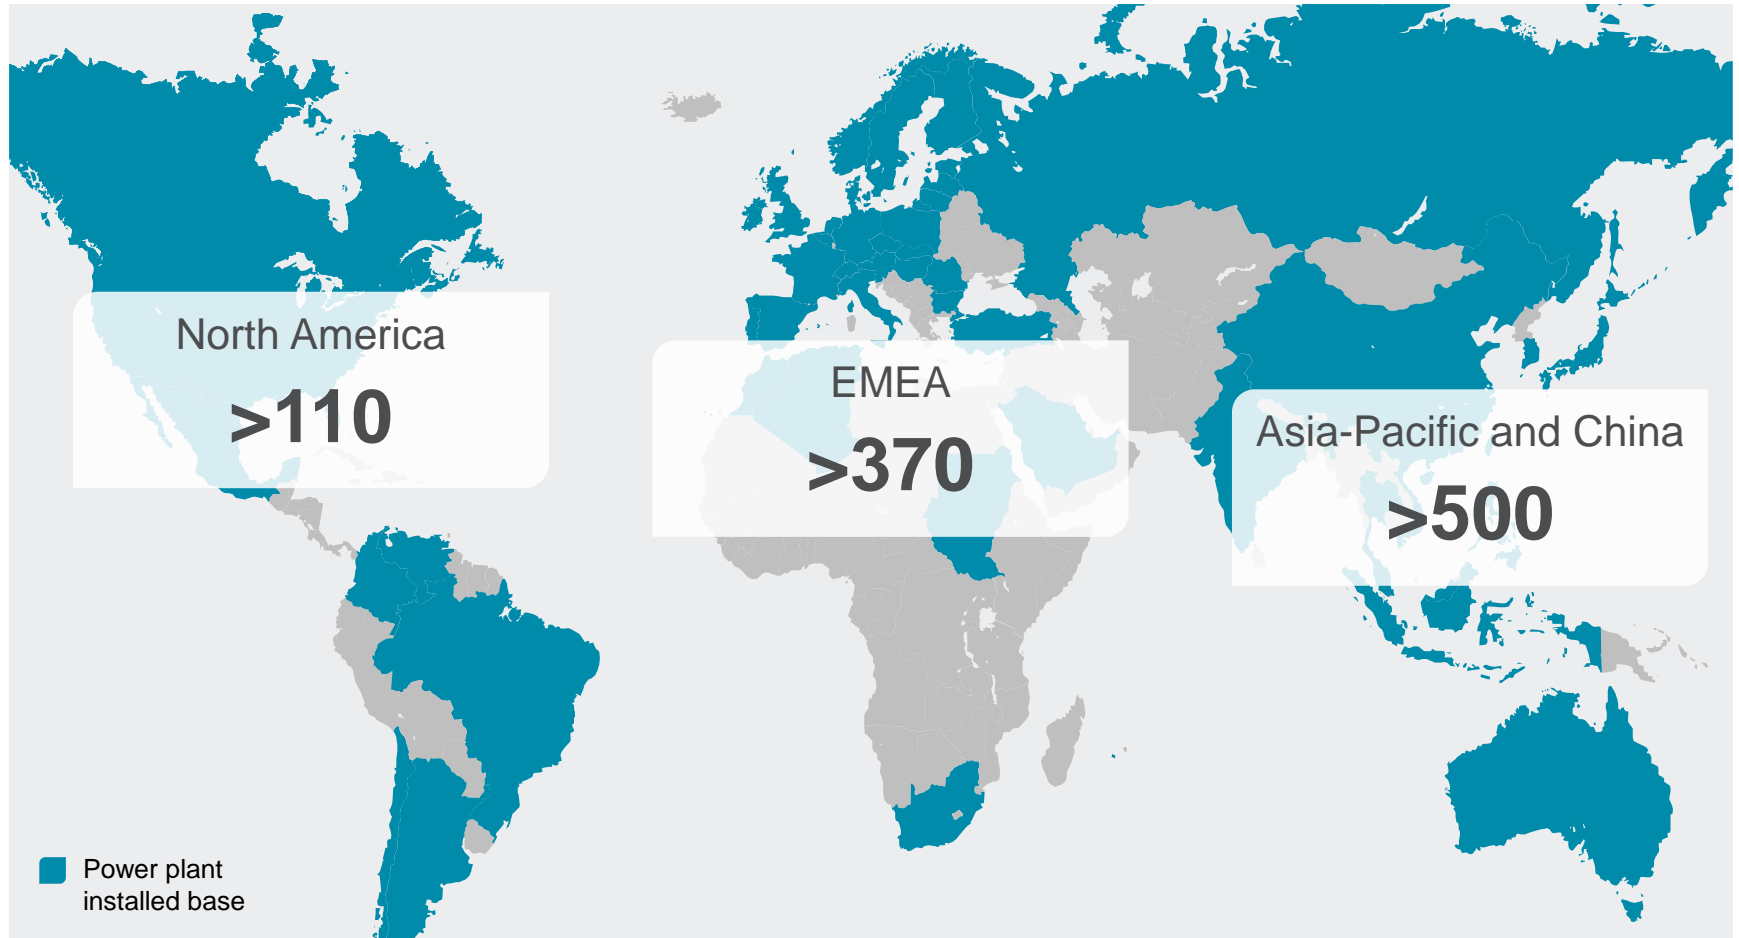 North America
>110
EMEA
>370
Asia-Pacific and China
>500
Power plant
installed base